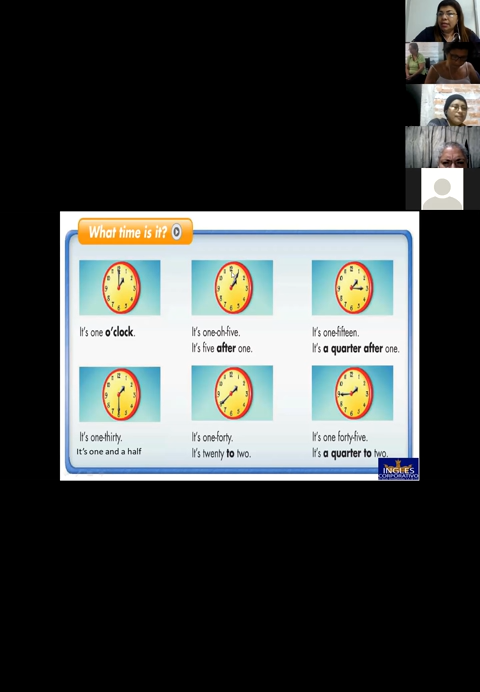 What time is it?
It's one o'clock.
It's one-oh-five.
It's five after one.
It's one-fifteen.
It's a quarter after one.
It's one-thirty.
It's one and a half
It's one-forty.
It's twenty to two.
It's one forty-five.
It's a quarter to two.
INGLES
CORPORATIVO